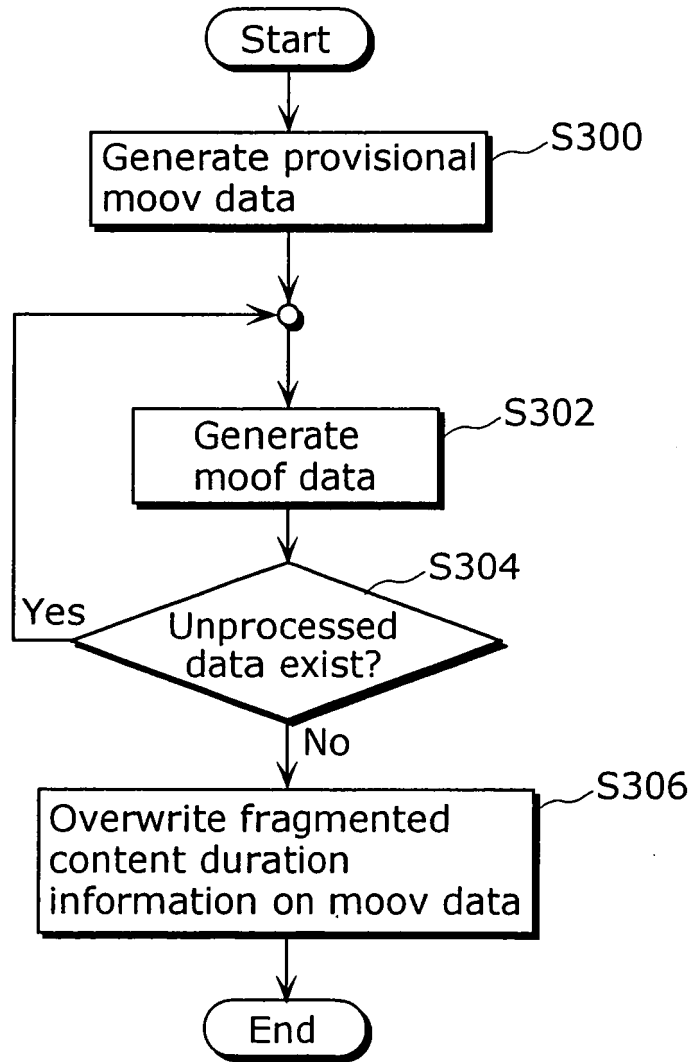 Start
S300
Generate provisional
moov data
S302
Generate
moof data
S304
Yes
Unprocessed
data exist?
No
S306
Overwrite fragmented
content duration
information on moov data
End